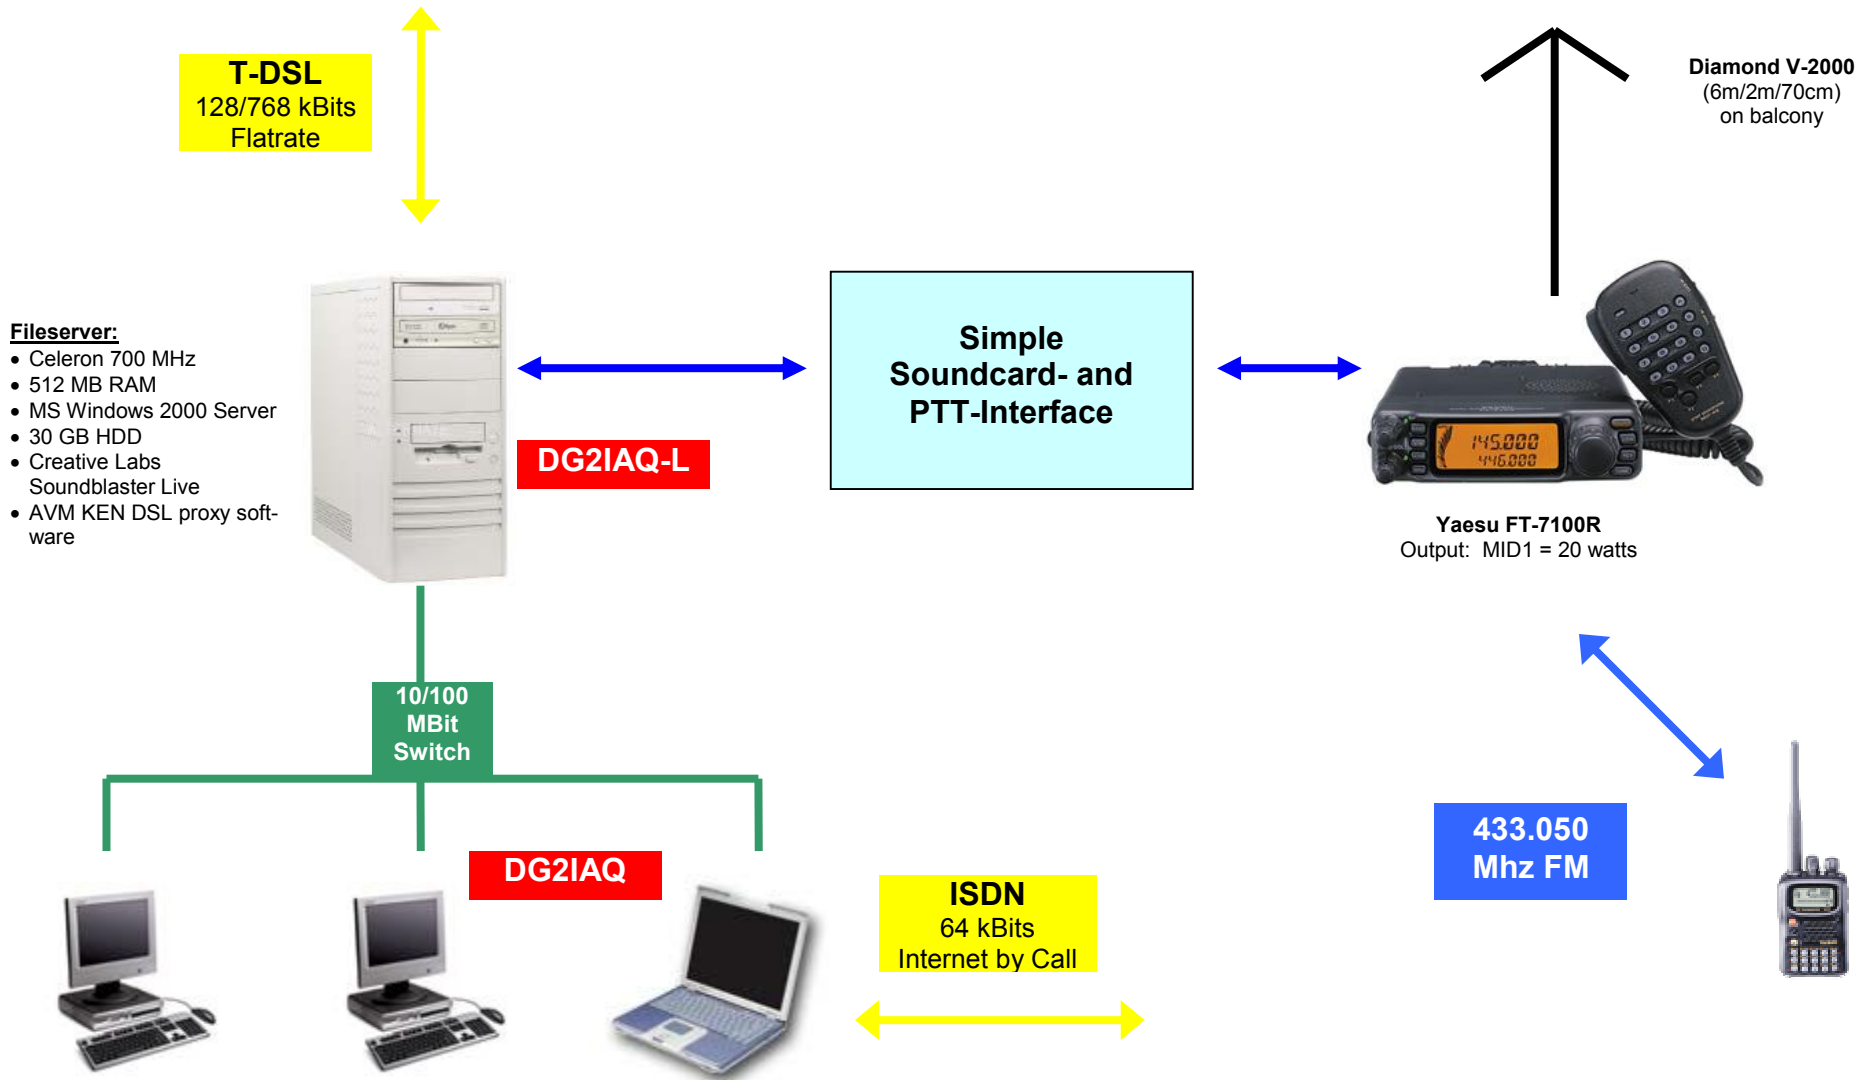 T-DSL
128/768 kBits
Flatrate
Diamond V-2000
(6m/2m/70cm)
on balcony
Fileserver:
• Celeron 700 MHz
• 512 MB RAM
• MS Windows 2000 Server
• 30 GB HDD
• Creative Labs
Soundblaster Live
• AVM KEN DSL proxy soft-
ware
DG2IAQ-L
Simple
Soundcard- and
PTT-Interface
145.000
446.000
Yaesu FT-7100R
Output: MID1 = 20 watts
10/100
MBit
Switch
DG2IAQ
ISDN
64 kBits
Internet by Call
433.050
Mhz FM